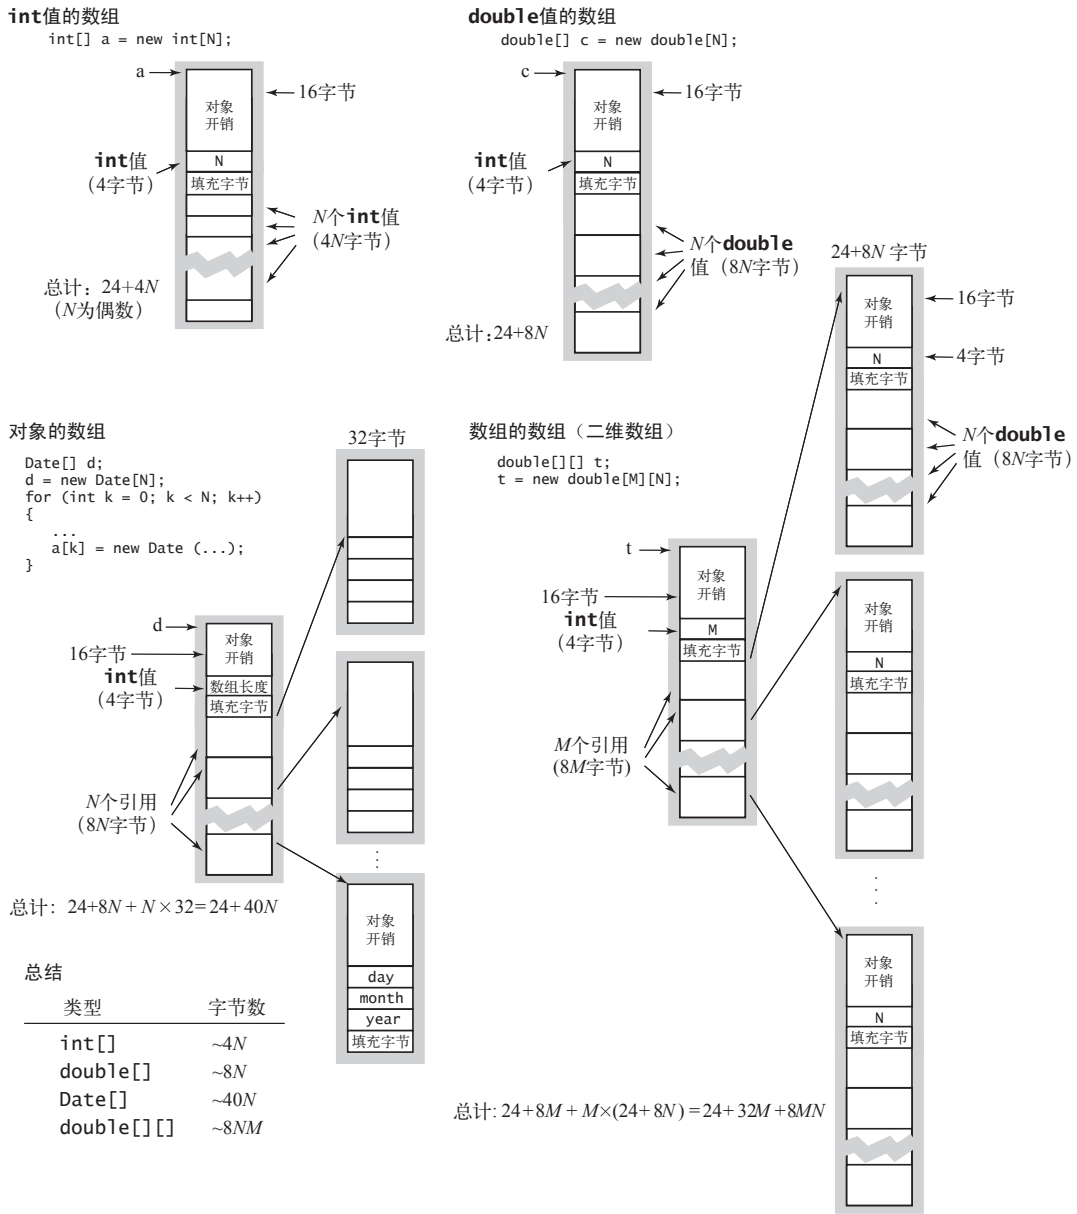 int值的数组
int[] a = new int[N];
a
16字节
对象
开销
int值
(4字节)
N
填充字节
N个int值
(4N字节)
总计：24+4N
(N为偶数)
double值的数组
double[] c = new double[N];
c
16字节
对象
开销
int值
(4字节)
N
填充字节
N个double
值（8N字节）
总计:24+8N
对象的数组
Date[] d;
d = new Date[N];
for (int k = 0; k < N; k++)
{
...
a[k] = new Date (...);
}
32字节
d
对象
开销
16字节
int值
(4字节)
数组长度
填充字节
N个引用
(8N字节)
...
对象
开销
day
month
year
填充字节
总计：24+8N + N×32=24+40N
数组的数组（二维数组）
double[][] t;
t = new double[M][N];
t
对象
开销
16字节
int值
(4字节)
M
填充字节
M个引用
(8M字节)
24+8N 字节
对象
开销
16字节
N
4字节
填充字节
N个double
值（8N字节）
对象
开销
N
填充字节
....
对象
开销
N
填充字节
总计: 24+8M + M×(24+8N) =24+32M+8MN
总结
类型 字节数
int[] ~4N
double[] ~8N
Date[] ~40N
double[][] ~8NM